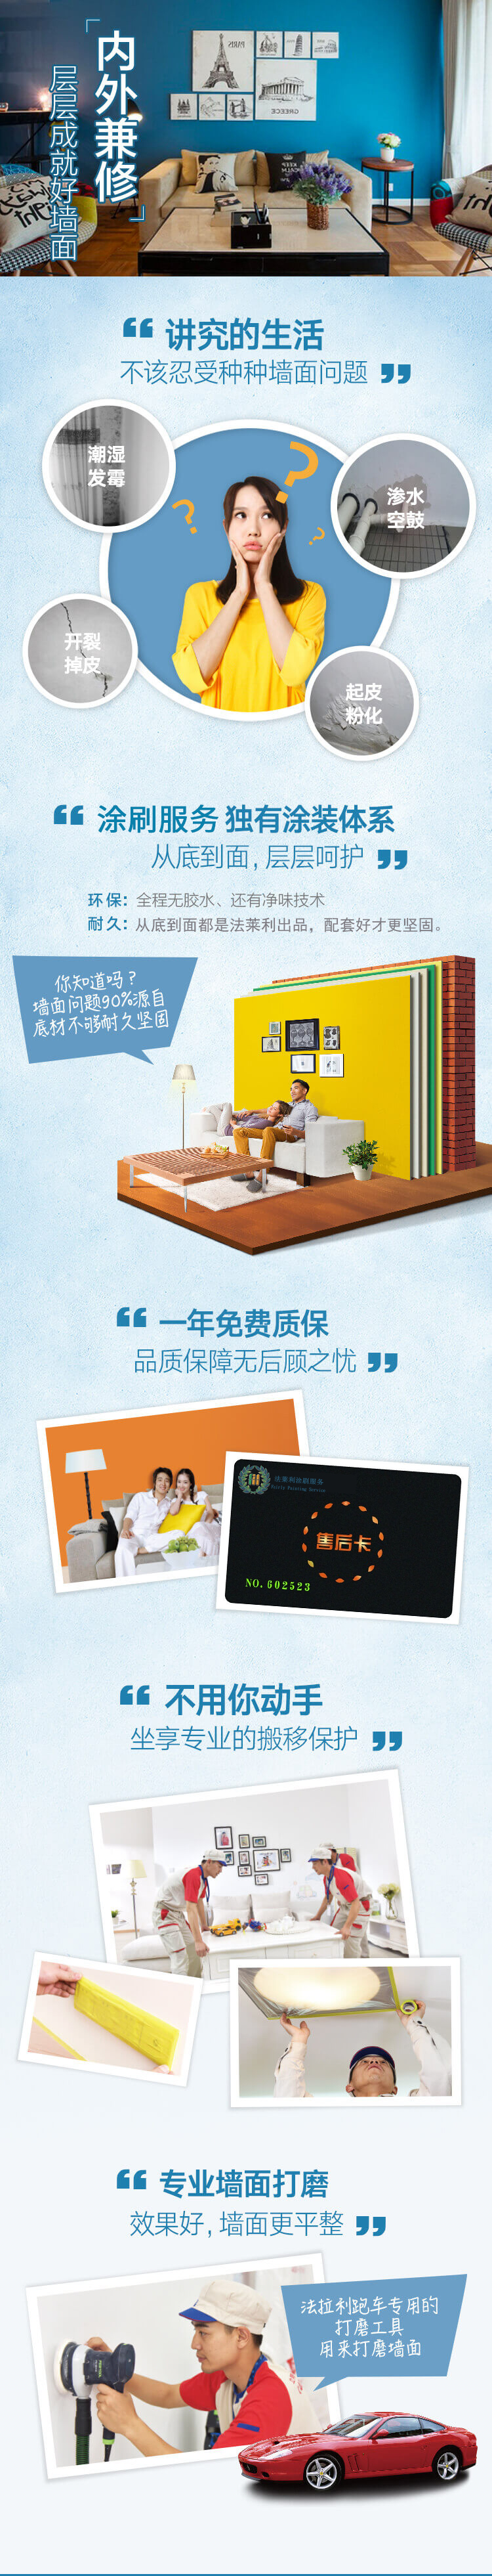 「内外兼修」
层层成就好墙面
PARIS
GREECE
KEEP
“ 讲究的生活
不该忍受种种墙面问题 ”
潮湿
发霉
?
?
?
渗水
空鼓
开裂
掉皮
起皮
粉化
“ 涂刷服务 独有涂装体系
从底到面，层层呵护 ”
环保：全程无胶水、还有净味技术
耐久：从底到面都是法莱利出品，配套好才更坚固。
你知道吗？
墙面问题90%源自
底材不够耐久坚固
“ 一年免费质保
品质保障无后顾之忧 ”
售后卡
NO. 602523
“ 不用你动手
坐享专业的搬移保护 ”
“ 专业墙面打磨
效果好，墙面更平整 ”
法拉利跑车专用的
打磨工具
用来打磨墙面